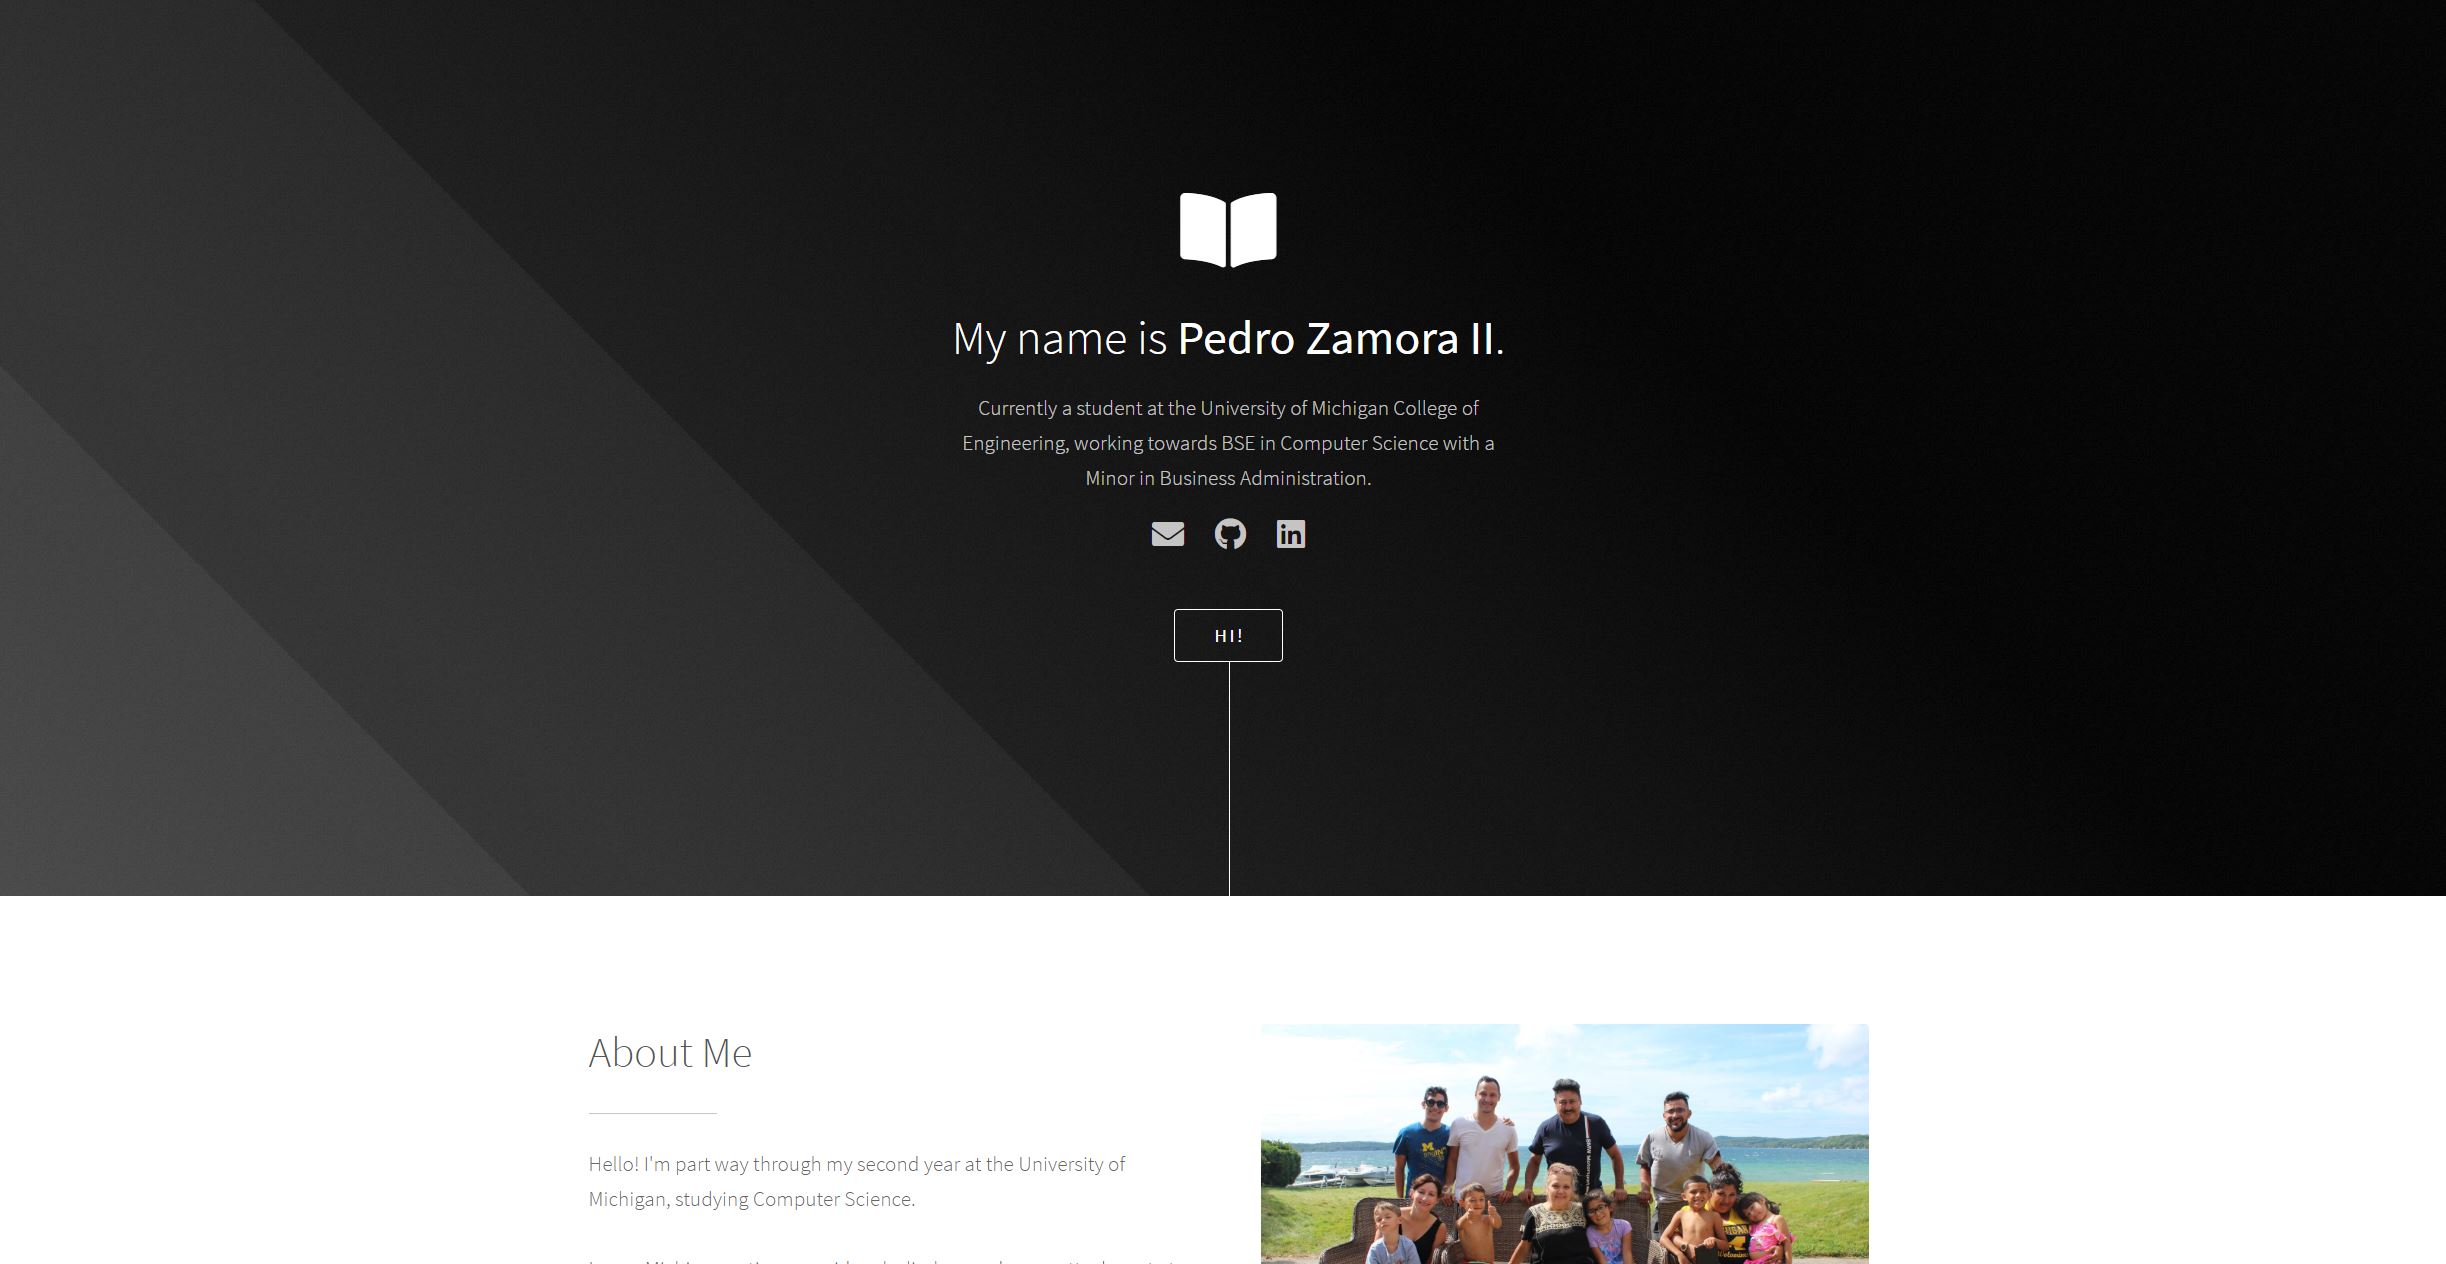 My name is Pedro Zamora II.
Currently a student at the University of Michigan College of
Engineering, working towards BSE in Computer Science with a
Minor in Business Administration.
in
HI!
About Me
Hello! I'm part way through my second year at the University of
Michigan, studying Computer Science.
M